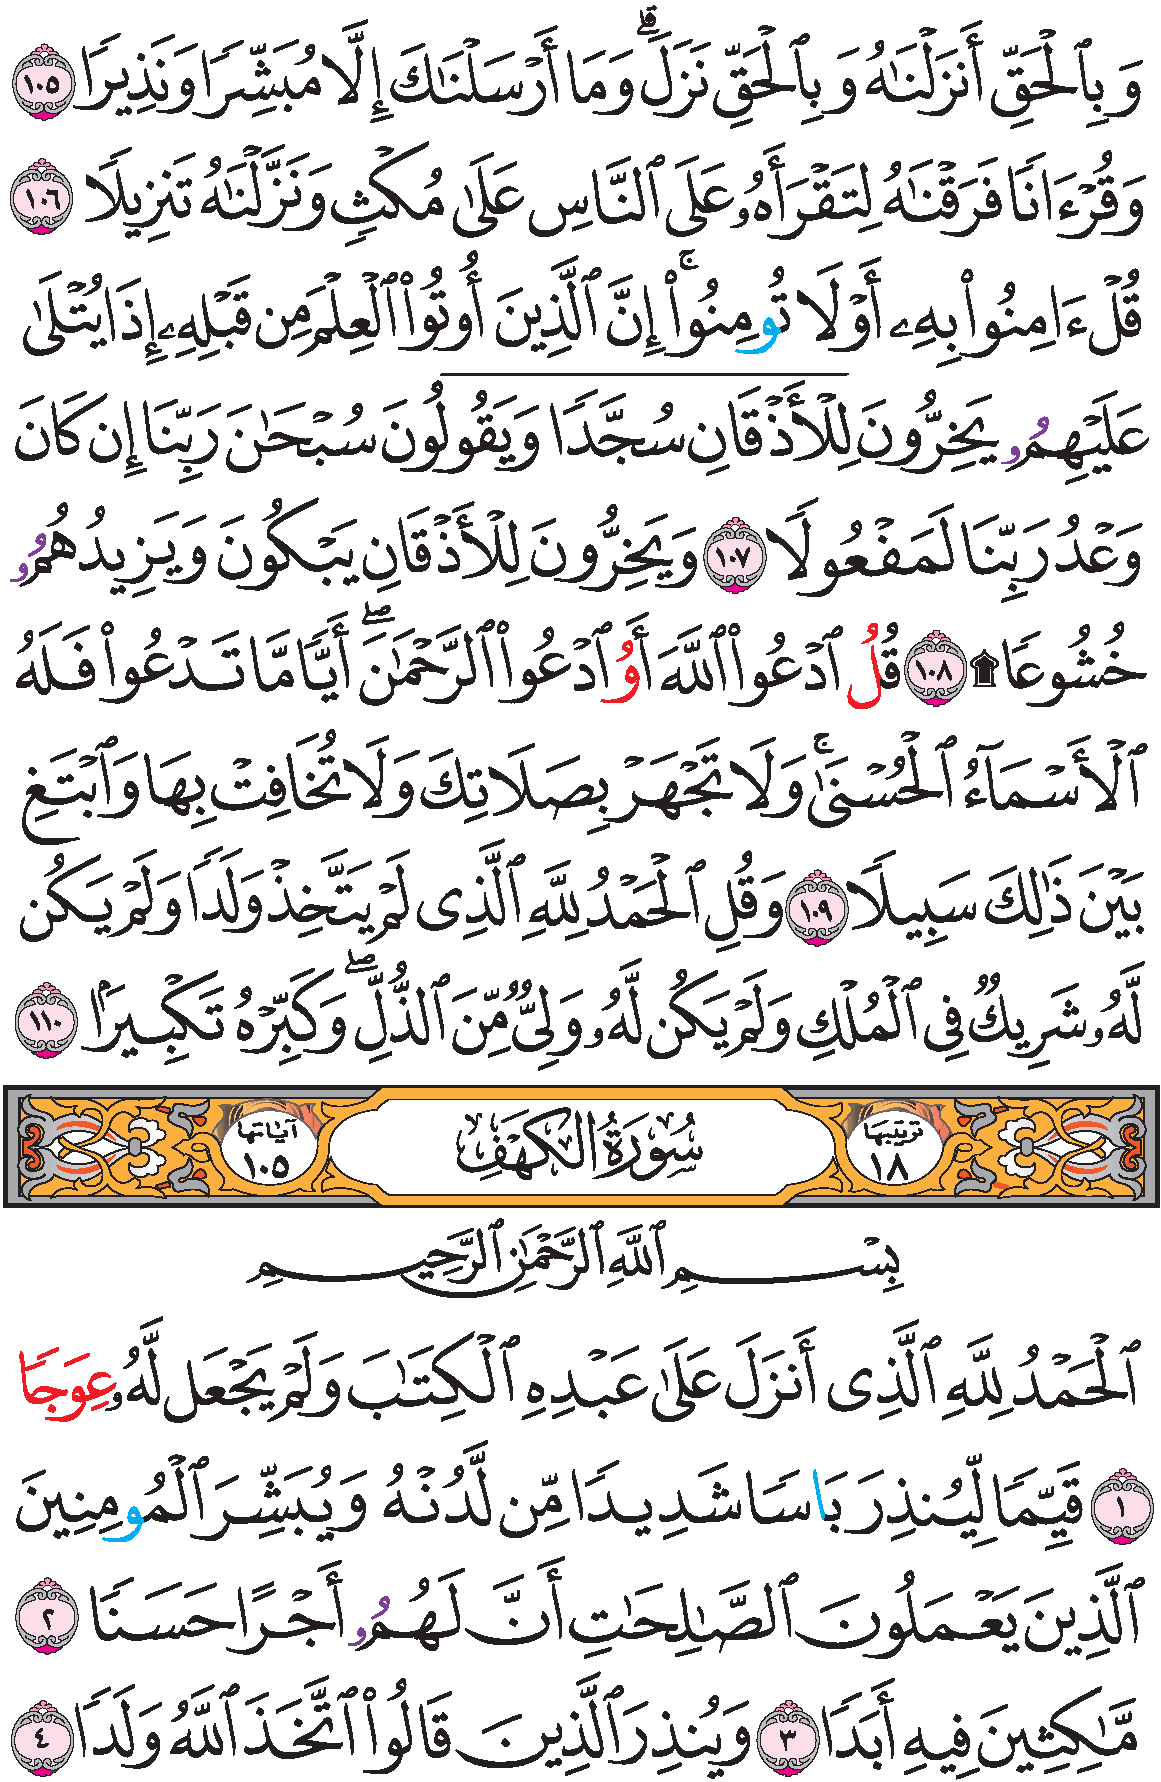 وَبِٱلْحَقِّ أَنزَلْنَٰهُ وَبِٱلْحَقِّ نَزَلَ ۗ وَمَا أَرْسَلْنَٰكَ إِلَّا مُبَشِّرًا وَنَذِيرًا ١٠٥
وَقُرْءَانًا فَرَقْنَٰهُ لِتَقْرَأَهُۥ عَلَى ٱلنَّاسِ عَلَىٰ مُكْثٍ وَنَزَّلْنَٰهُ تَنزِيلًا ١٠٦
قُلْ ءَامِنُوا۟ بِهِۦ أَوْ لَا تُومِنُوٓا۟ ۚ إِنَّ ٱلَّذِينَ أُوتُوا۟ ٱلْعِلْمَ مِن قَبْلِهِۦ إِذَا يُتْلَىٰ
عَلَيْهِمُۥ يَخِرُّونَ لِلْأَذْقَانِ سُجَّدًا وَيَقُولُونَ سُبْحَٰنَ رَبِّنَا إِن كَانَ
وَعْدُ رَبِّنَا لَمَفْعُولًا ١٠٧ وَيَخِرُّونَ لِلْأَذْقَانِ يَبْكُونَ وَيَزِيدُهُمُۥ
خُشُوعًا ۩ ١٠٨ قُلُ ٱدْعُوا۟ ٱللَّهَ أَوُ ٱدْعُوا۟ ٱلرَّحْمَٰنَ ۖ أَيًّا مَّا تَدْعُوا۟ فَلَهُ
ٱلْأَسْمَآءُ ٱلْحُسْنَىٰ ۚ وَلَا تَجْهَرْ بِصَلَاتِكَ وَلَا تُخَافِتْ بِهَا وَٱبْتَغِ
بَيْنَ ذَٰلِكَ سَبِيلًا ١٠٩ وَقُلِ ٱلْحَمْدُ لِلَّهِ ٱلَّذِى لَمْ يَتَّخِذْ وَلَدًا وَلَمْ يَكُن
لَّهُۥ شَرِيكٌ فِى ٱلْمُلْكِ وَلَمْ يَكُن لَّهُۥ وَلِىٌّ مِّنَ ٱلذُّلِّ ۖ وَكَبِّرْهُ تَكْبِيرًۢا ١١٠
ترتيبها ١٨ سُورَةُ الكَهْفِ آياتها ١٠٥
بِسْمِ ٱللَّهِ ٱلرَّحْمَٰنِ ٱلرَّحِيمِ
ٱلْحَمْدُ لِلَّهِ ٱلَّذِى أَنزَلَ عَلَىٰ عَبْدِهِ ٱلْكِتَٰبَ وَلَمْ يَجْعَل لَّهُۥ عِوَجًا
١ قَيِّمًا لِّيُنذِرَ بَاسًا شَدِيدًا مِّن لَّدُنْهُ وَيُبَشِّرَ ٱلْمُومِنِينَ
ٱلَّذِينَ يَعْمَلُونَ ٱلصَّٰلِحَٰتِ أَنَّ لَهُمُۥ أَجْرًا حَسَنًا ٢
مَّٰكِثِينَ فِيهِ أَبَدًا ٣ وَيُنذِرَ ٱلَّذِينَ قَالُوا۟ ٱتَّخَذَ ٱللَّهُ وَلَدًا ٤